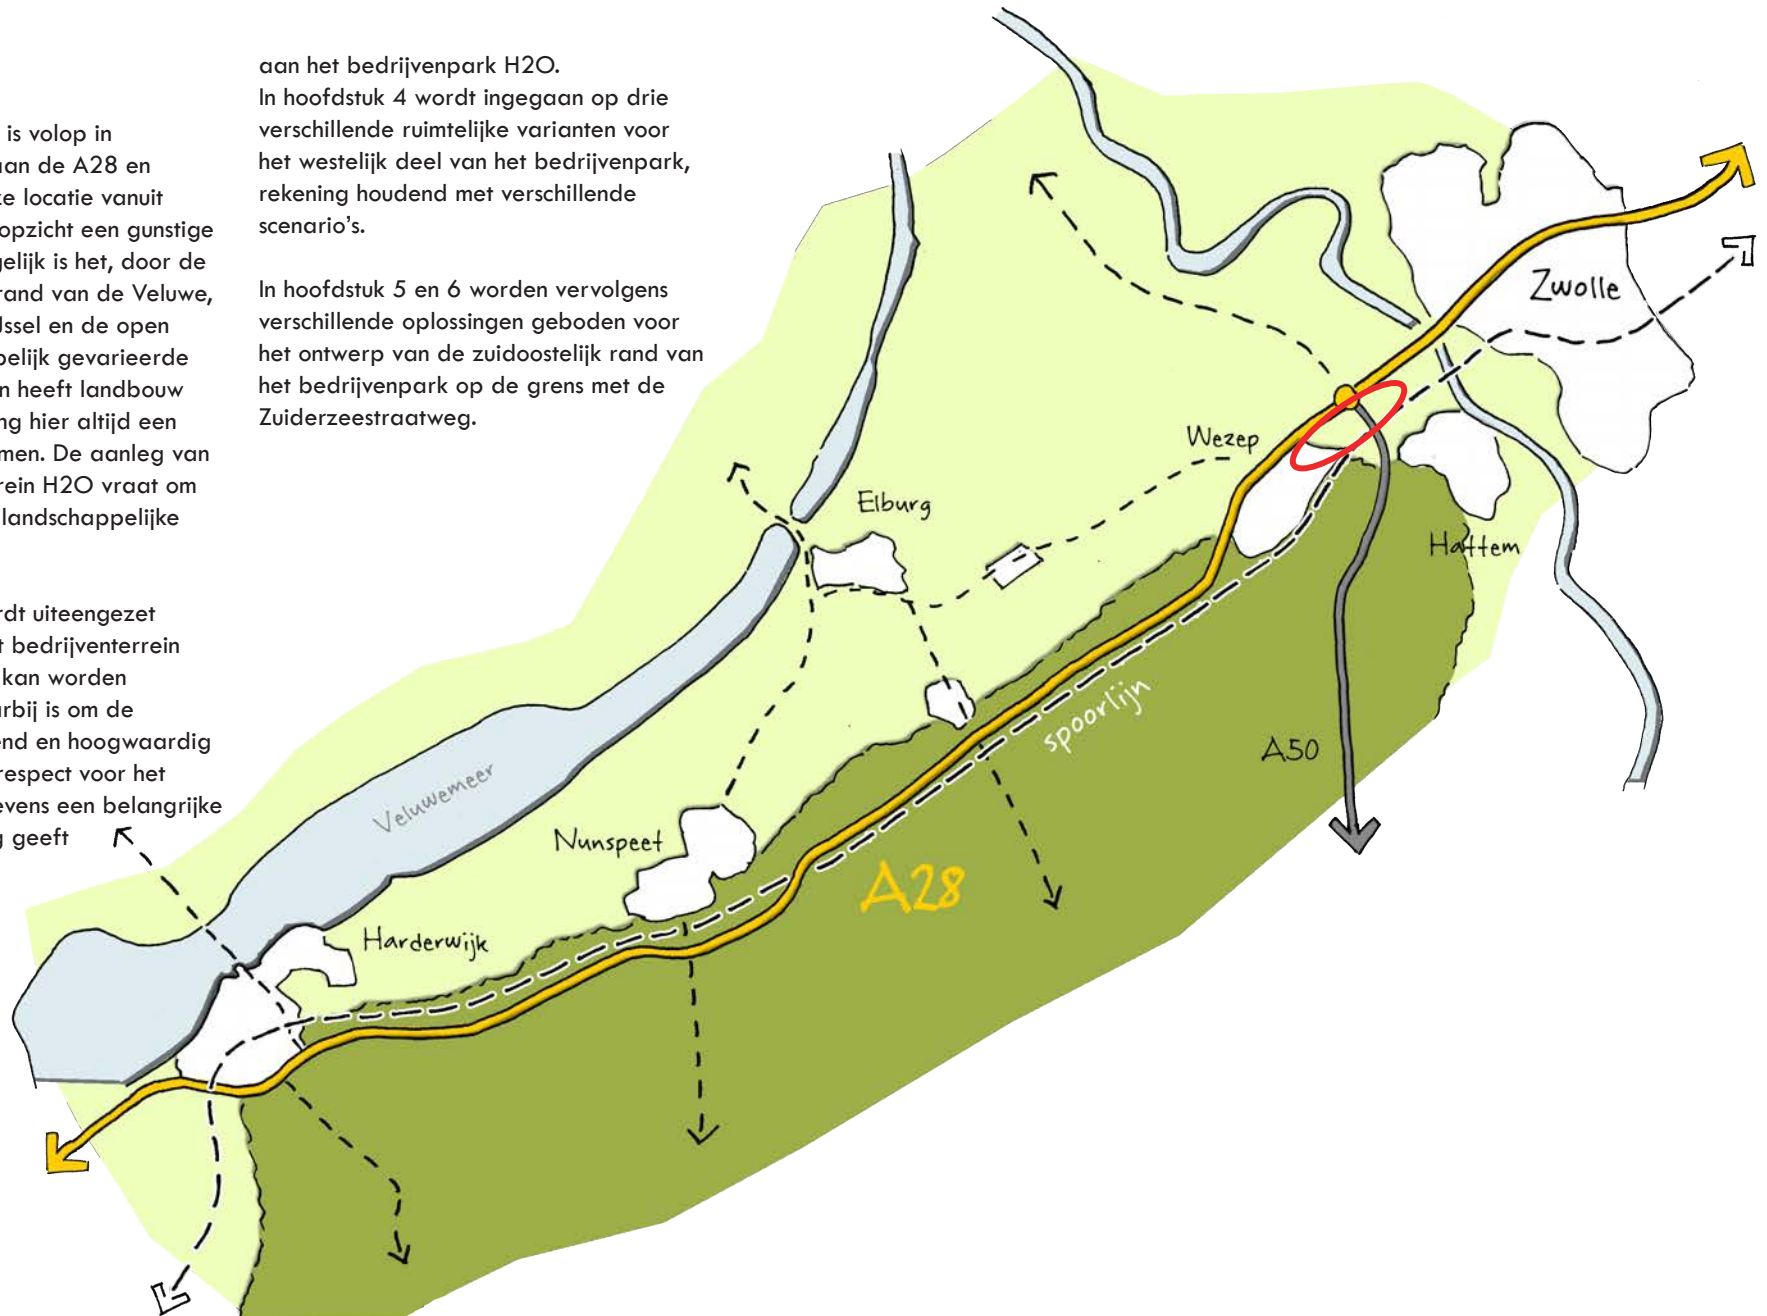 is volop in
aan de A28 en
ze locatie vanuit
opzicht een gunstige
gelijk is het, door de
rand van de Veluwe,
IJssel en de open
pelijk gevarieerde
n heeft landbouw
ng hier altijd een
men. De aanleg van
rein H2O vraat om
landschappelijke
rdt uiteengezet
t bedrijventerrein
kan worden
arbij is om de
end en hoogwaardig
respect voor het
evens een belangrijke
g geeft
aan het bedrijvenpark H2O.
In hoofdstuk 4 wordt ingegaan op drie
verschillende ruimtelijke varianten voor
het westelijk deel van het bedrijvenpark,
rekening houdend met verschillende
scenario's.
In hoofdstuk 5 en 6 worden vervolgens
verschillende oplossingen geboden voor
het ontwerp van de zuidoostelijk rand van
het bedrijvenpark op de grens met de
Zuiderzeestraatweg.
Zwolle
Wezep
Elburg
Hattem
spoorlijn
A50
Veluwemeer
Nunspeet
A28
Harderwijk